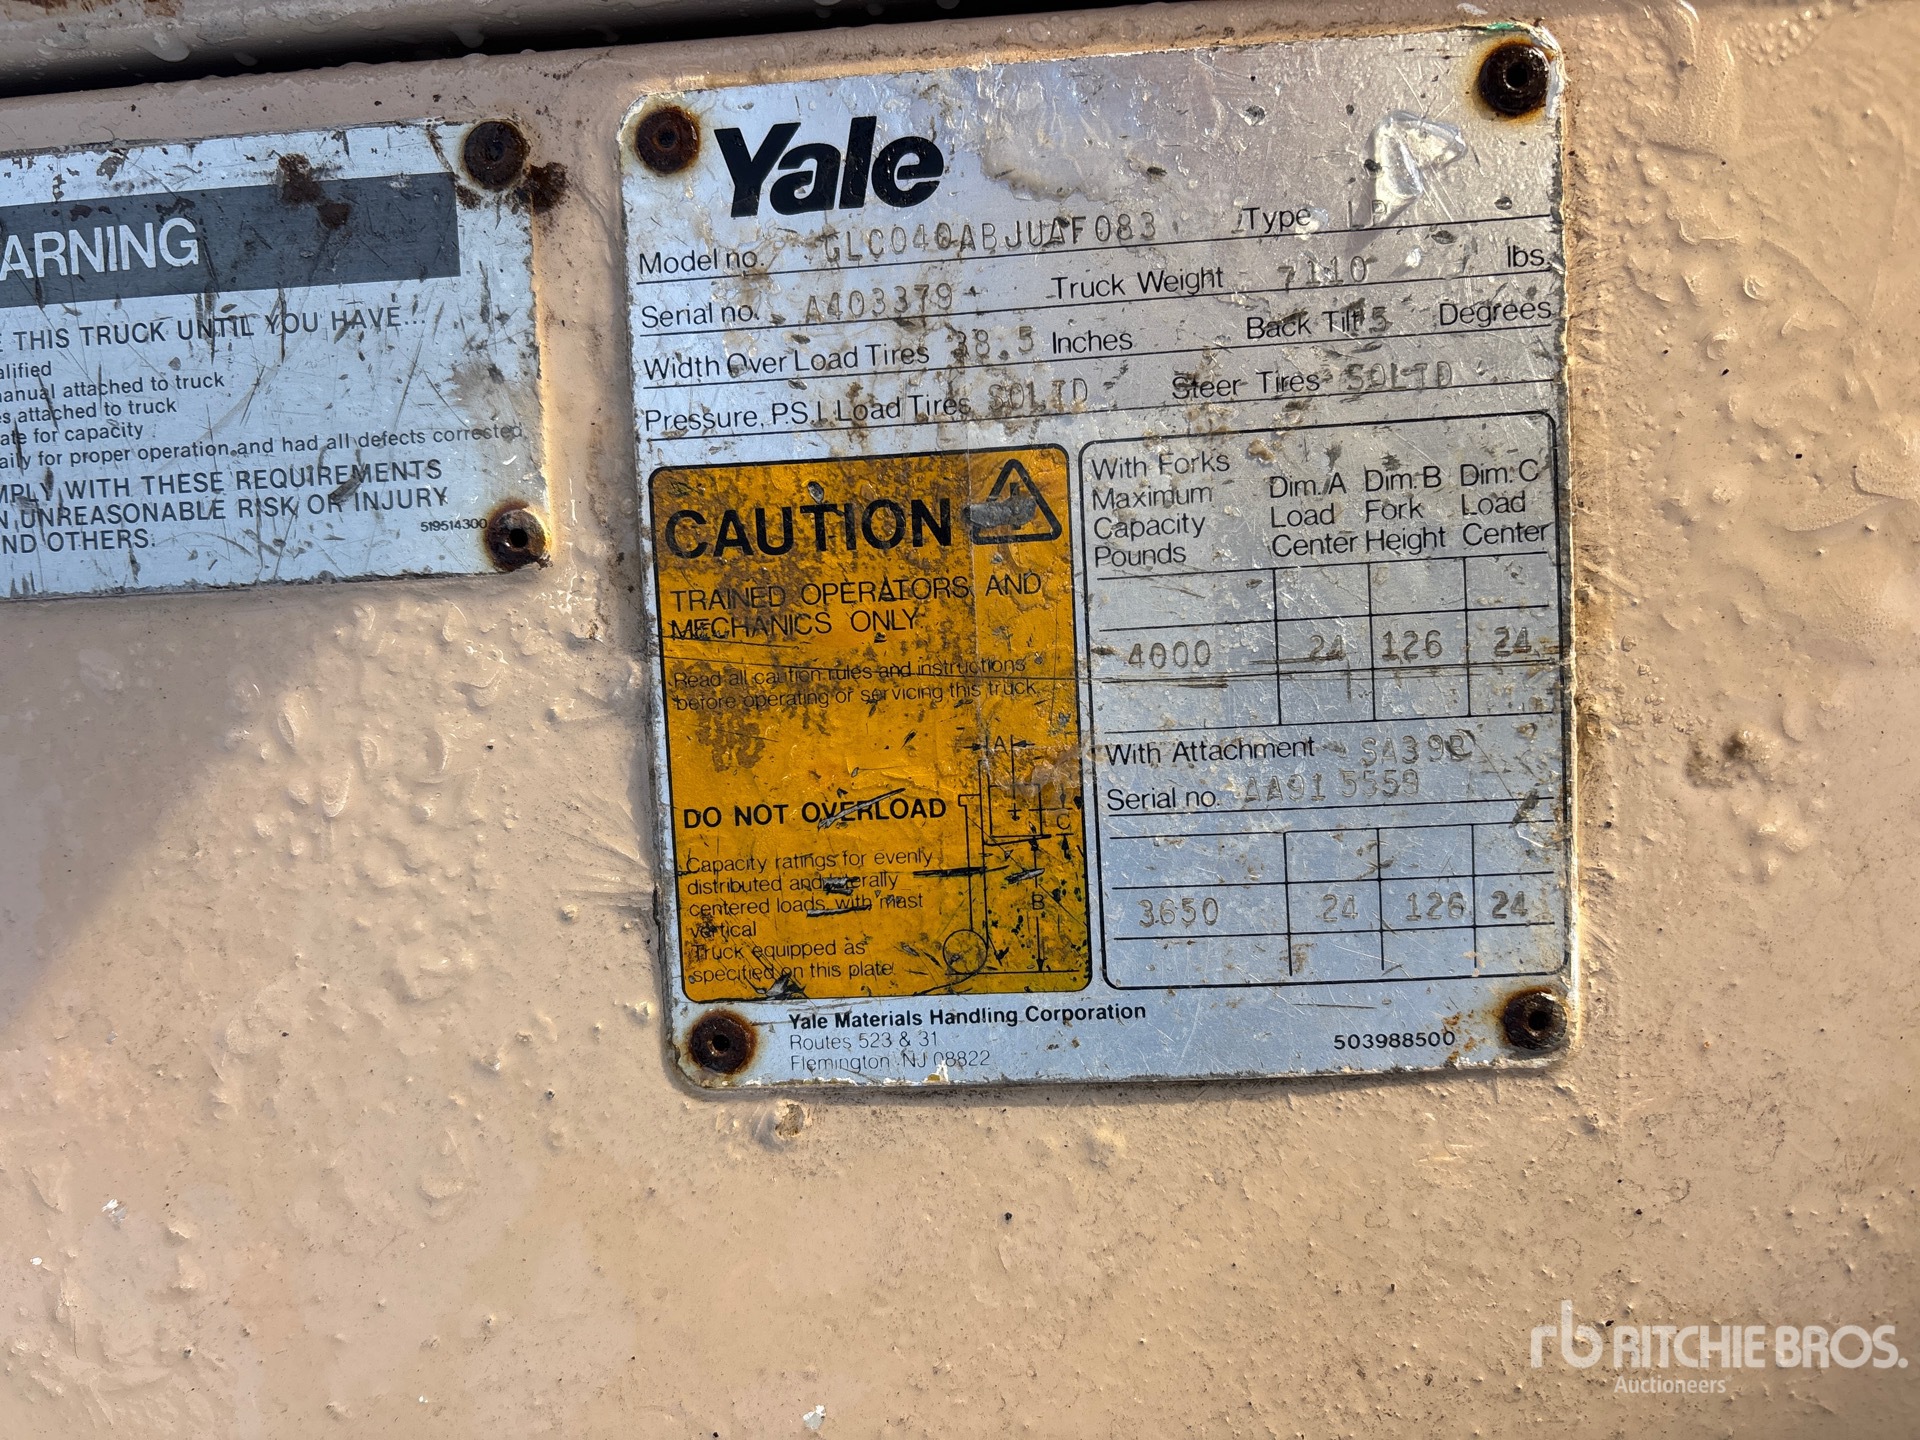 ARNING
E THIS TRUCK UNTIL YOU HAVE...
alified
manual attached to truck
es attached to truck
ate for capacity
aily for proper operation and had all defects corrected
MPLY WITH THESE REQUIREMENTS
N UNREASONABLE RISK OR INJURY
ND OTHERS.
519514300
Yale
Model no. GLC040ABJUAF083 Type LP
Serial no. A403379 Truck Weight 7110 lbs.
Width Over Load Tires 38.5 Inches Back Tilt 5 Degrees
Pressure, P.S.I. Load Tires SOLID Steer Tires SOLID
CAUTION
TRAINED OPERATORS AND
MECHANICS ONLY
Read all caution rules and instructions
before operating or servicing this truck.
DO NOT OVERLOAD
Capacity ratings for evenly
distributed and laterally
centered loads, with mast
vertical
Truck equipped as
specified on this plate
A
C
B
With Forks
Maximum Capacity Pounds
Dim. A Load Center
Dim. B Fork Height
Dim. C Load Center
4000 24 126 24
With Attachment SA39B
Serial no. AA915559
3650 24 126 24
Yale Materials Handling Corporation
Routes 523 & 31
Flemington NJ 08822
503988500
rb RITCHIE BROS.
Auctioneers